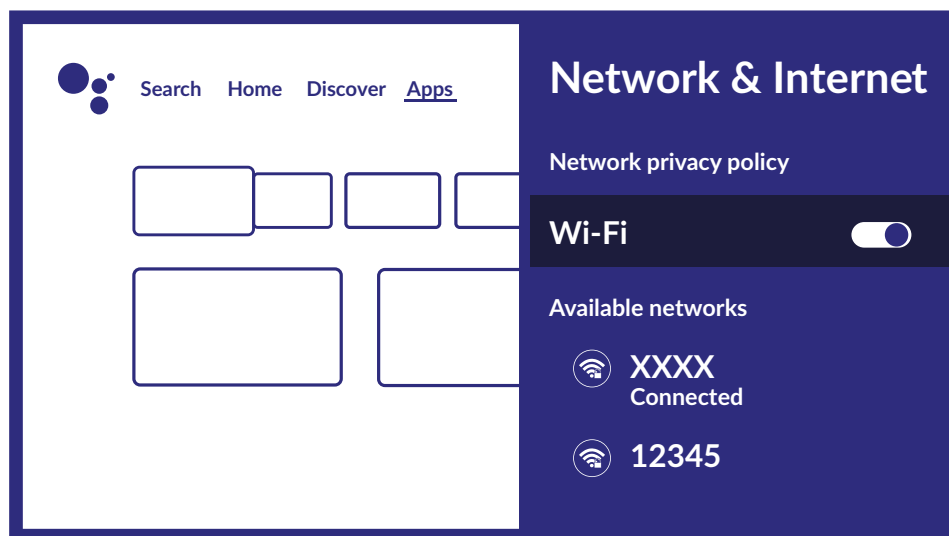 Search Home Discover Apps
Network & Internet
Network privacy policy
Wi-Fi
Available networks
XXXX
Connected
12345